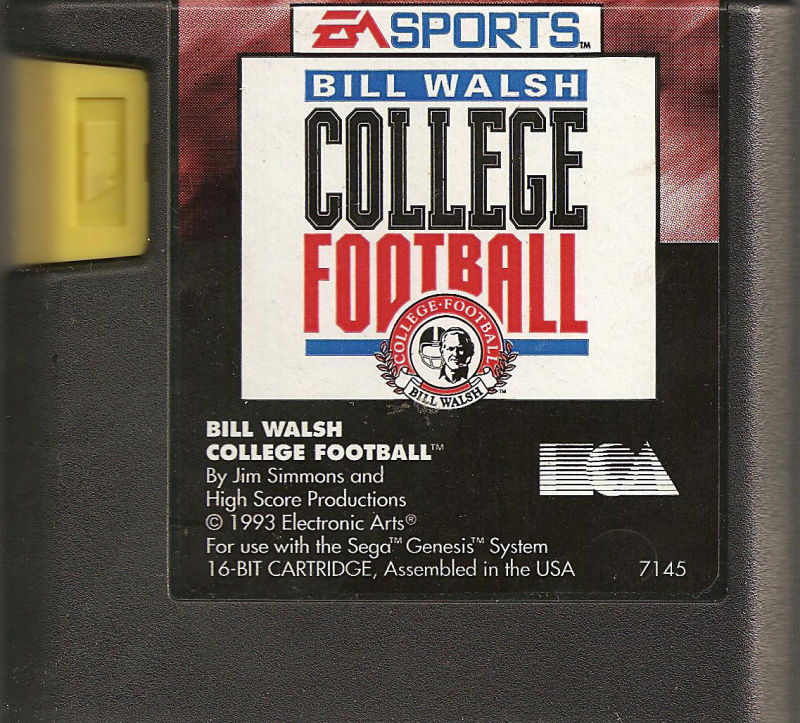 EA SPORTS™
BILL WALSH
COLLEGE
FOOTBALL
COLLEGE·FOOTBALL
BILL WALSH™
BILL WALSH
COLLEGE FOOTBALL™
EA
By Jim Simmons and
High Score Productions
© 1993 Electronic Arts®
For use with the Sega™ Genesis™ System
16-BIT CARTRIDGE, Assembled in the USA 7145